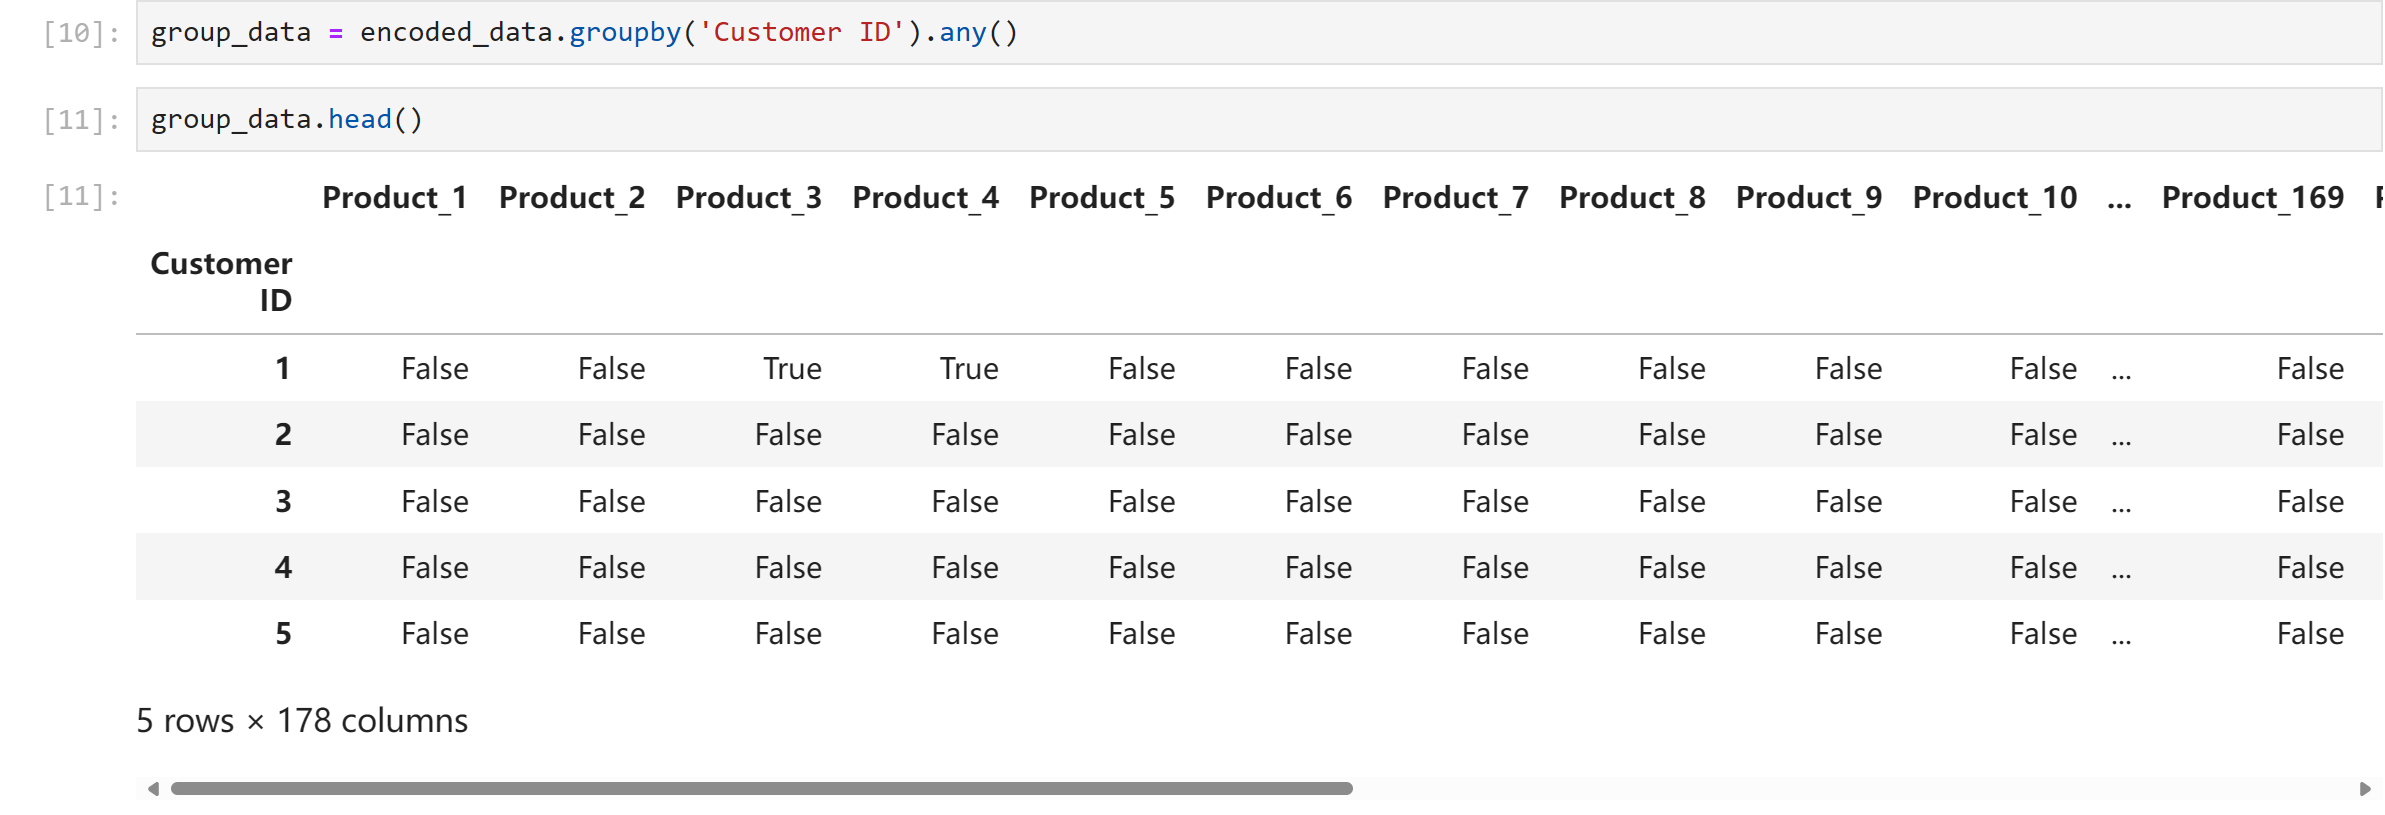 [10]: group_data = encoded_data.groupby('Customer ID').any()
[11]: group_data.head()
[11]: Product_1 Product_2 Product_3 Product_4 Product_5 Product_6 Product_7 Product_8 Product_9 Product_10 ... Product_169
Customer
ID
1 False False True True False False False False False False ... False
2 False False False False False False False False False False ... False
3 False False False False False False False False False False ... False
4 False False False False False False False False False False ... False
5 False False False False False False False False False False ... False
5 rows × 178 columns